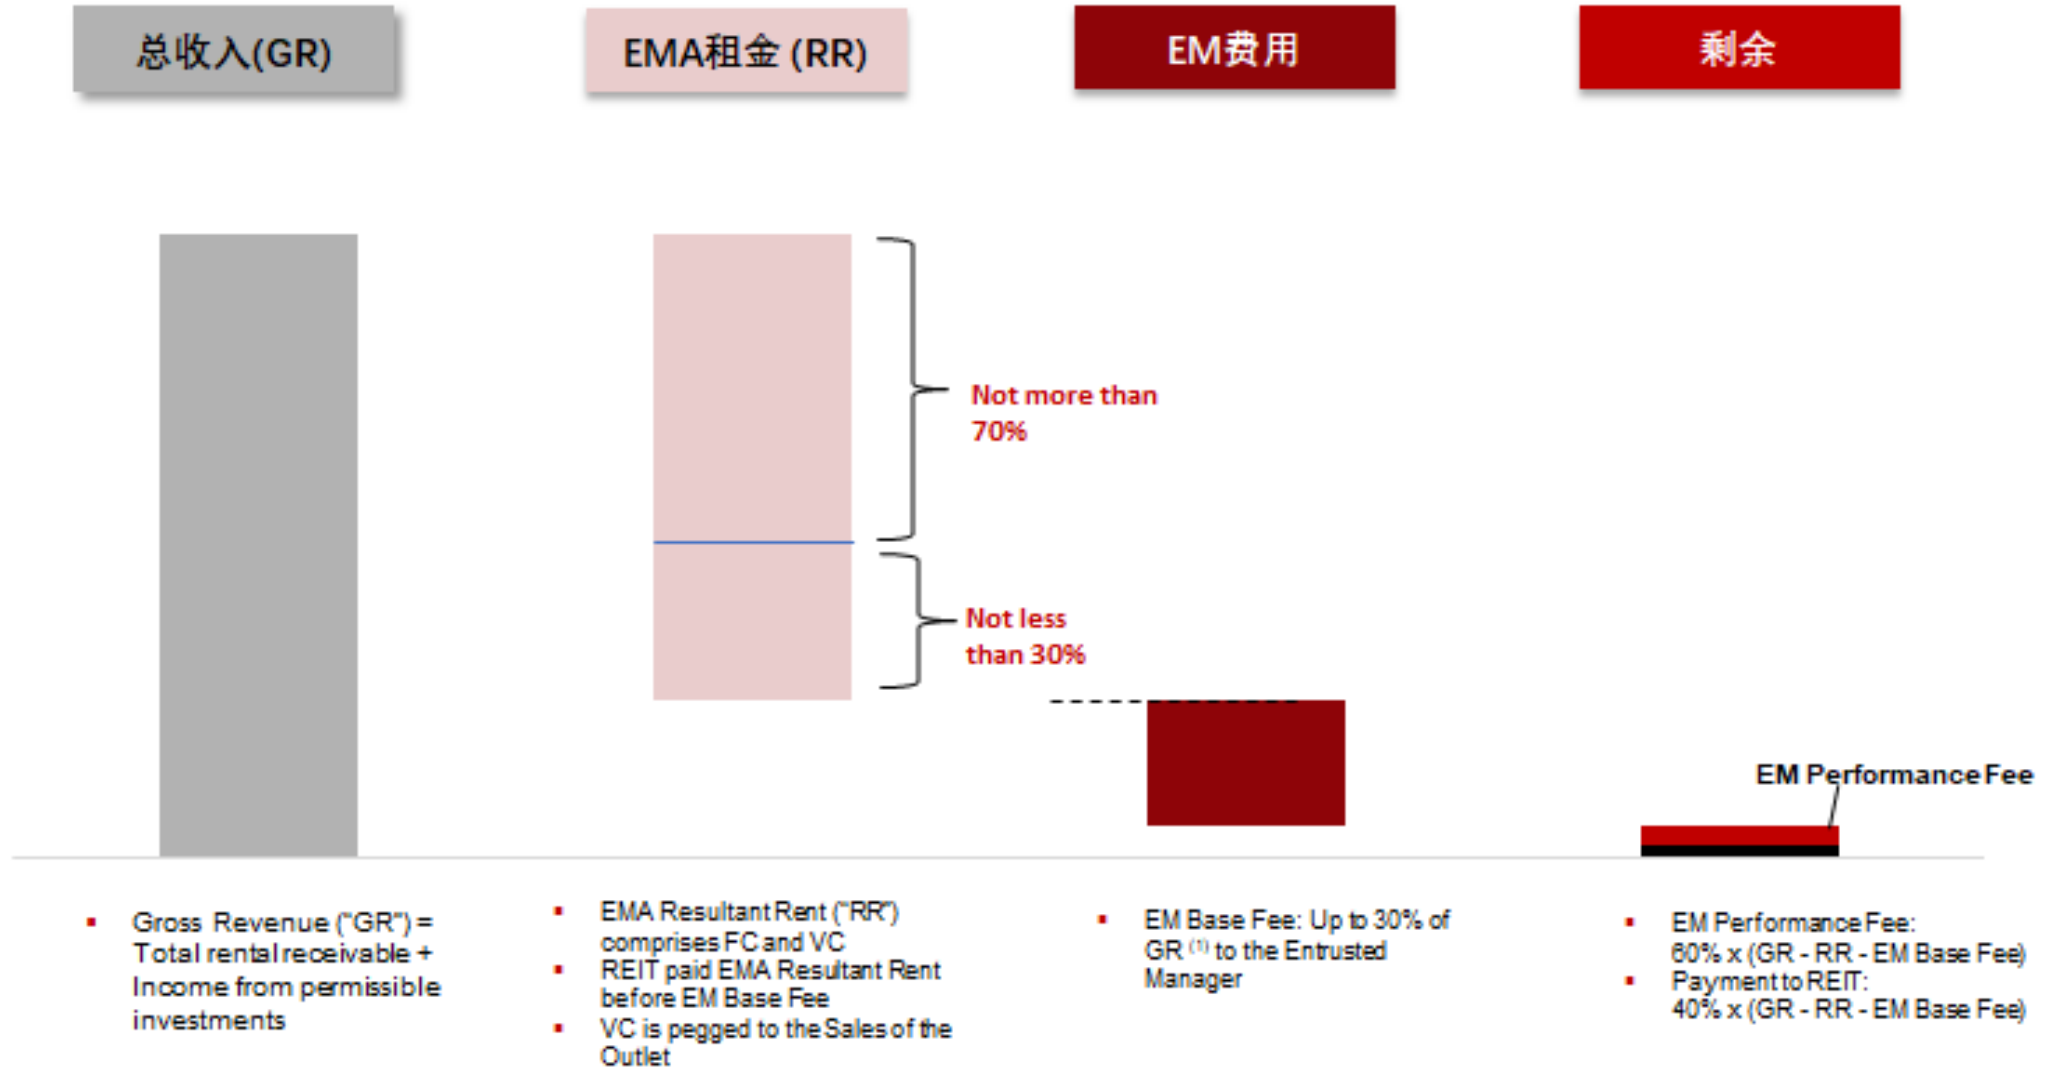 总收入(GR)
EMA租金 (RR)
EM费用
剩余
Not more than
70%
Not less
than 30%
EM Performance Fee
▪ Gross Revenue ("GR") =
Total rental receivable +
Income from permissible
investments
▪ EMA Resultant Rent ("RR")
comprises FC and VC
▪ REIT paid EMA Resultant Rent
before EM Base Fee
▪ VC is pegged to the Sales of the
Outlet
▪ EM Base Fee: Up to 30% of
GR (1) to the Entrusted
Manager
▪ EM Performance Fee:
60% x (GR - RR - EM Base Fee)
▪ Payment to REIT:
40% x (GR - RR - EM Base Fee)